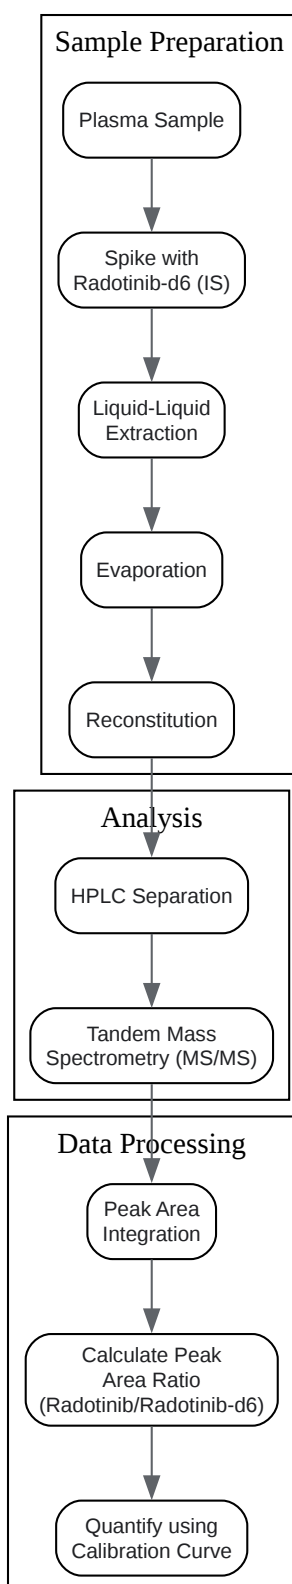 Sample Preparation
Plasma Sample
Spike with
Radotinib-d6 (IS)
Liquid-Liquid
Extraction
Evaporation
Reconstitution
Analysis
HPLC Separation
Tandem Mass
Spectrometry (MS/MS)
Data Processing
Peak Area
Integration
Calculate Peak
Area Ratio
(Radotinib/Radotinib-d6)
Quantify using
Calibration Curve